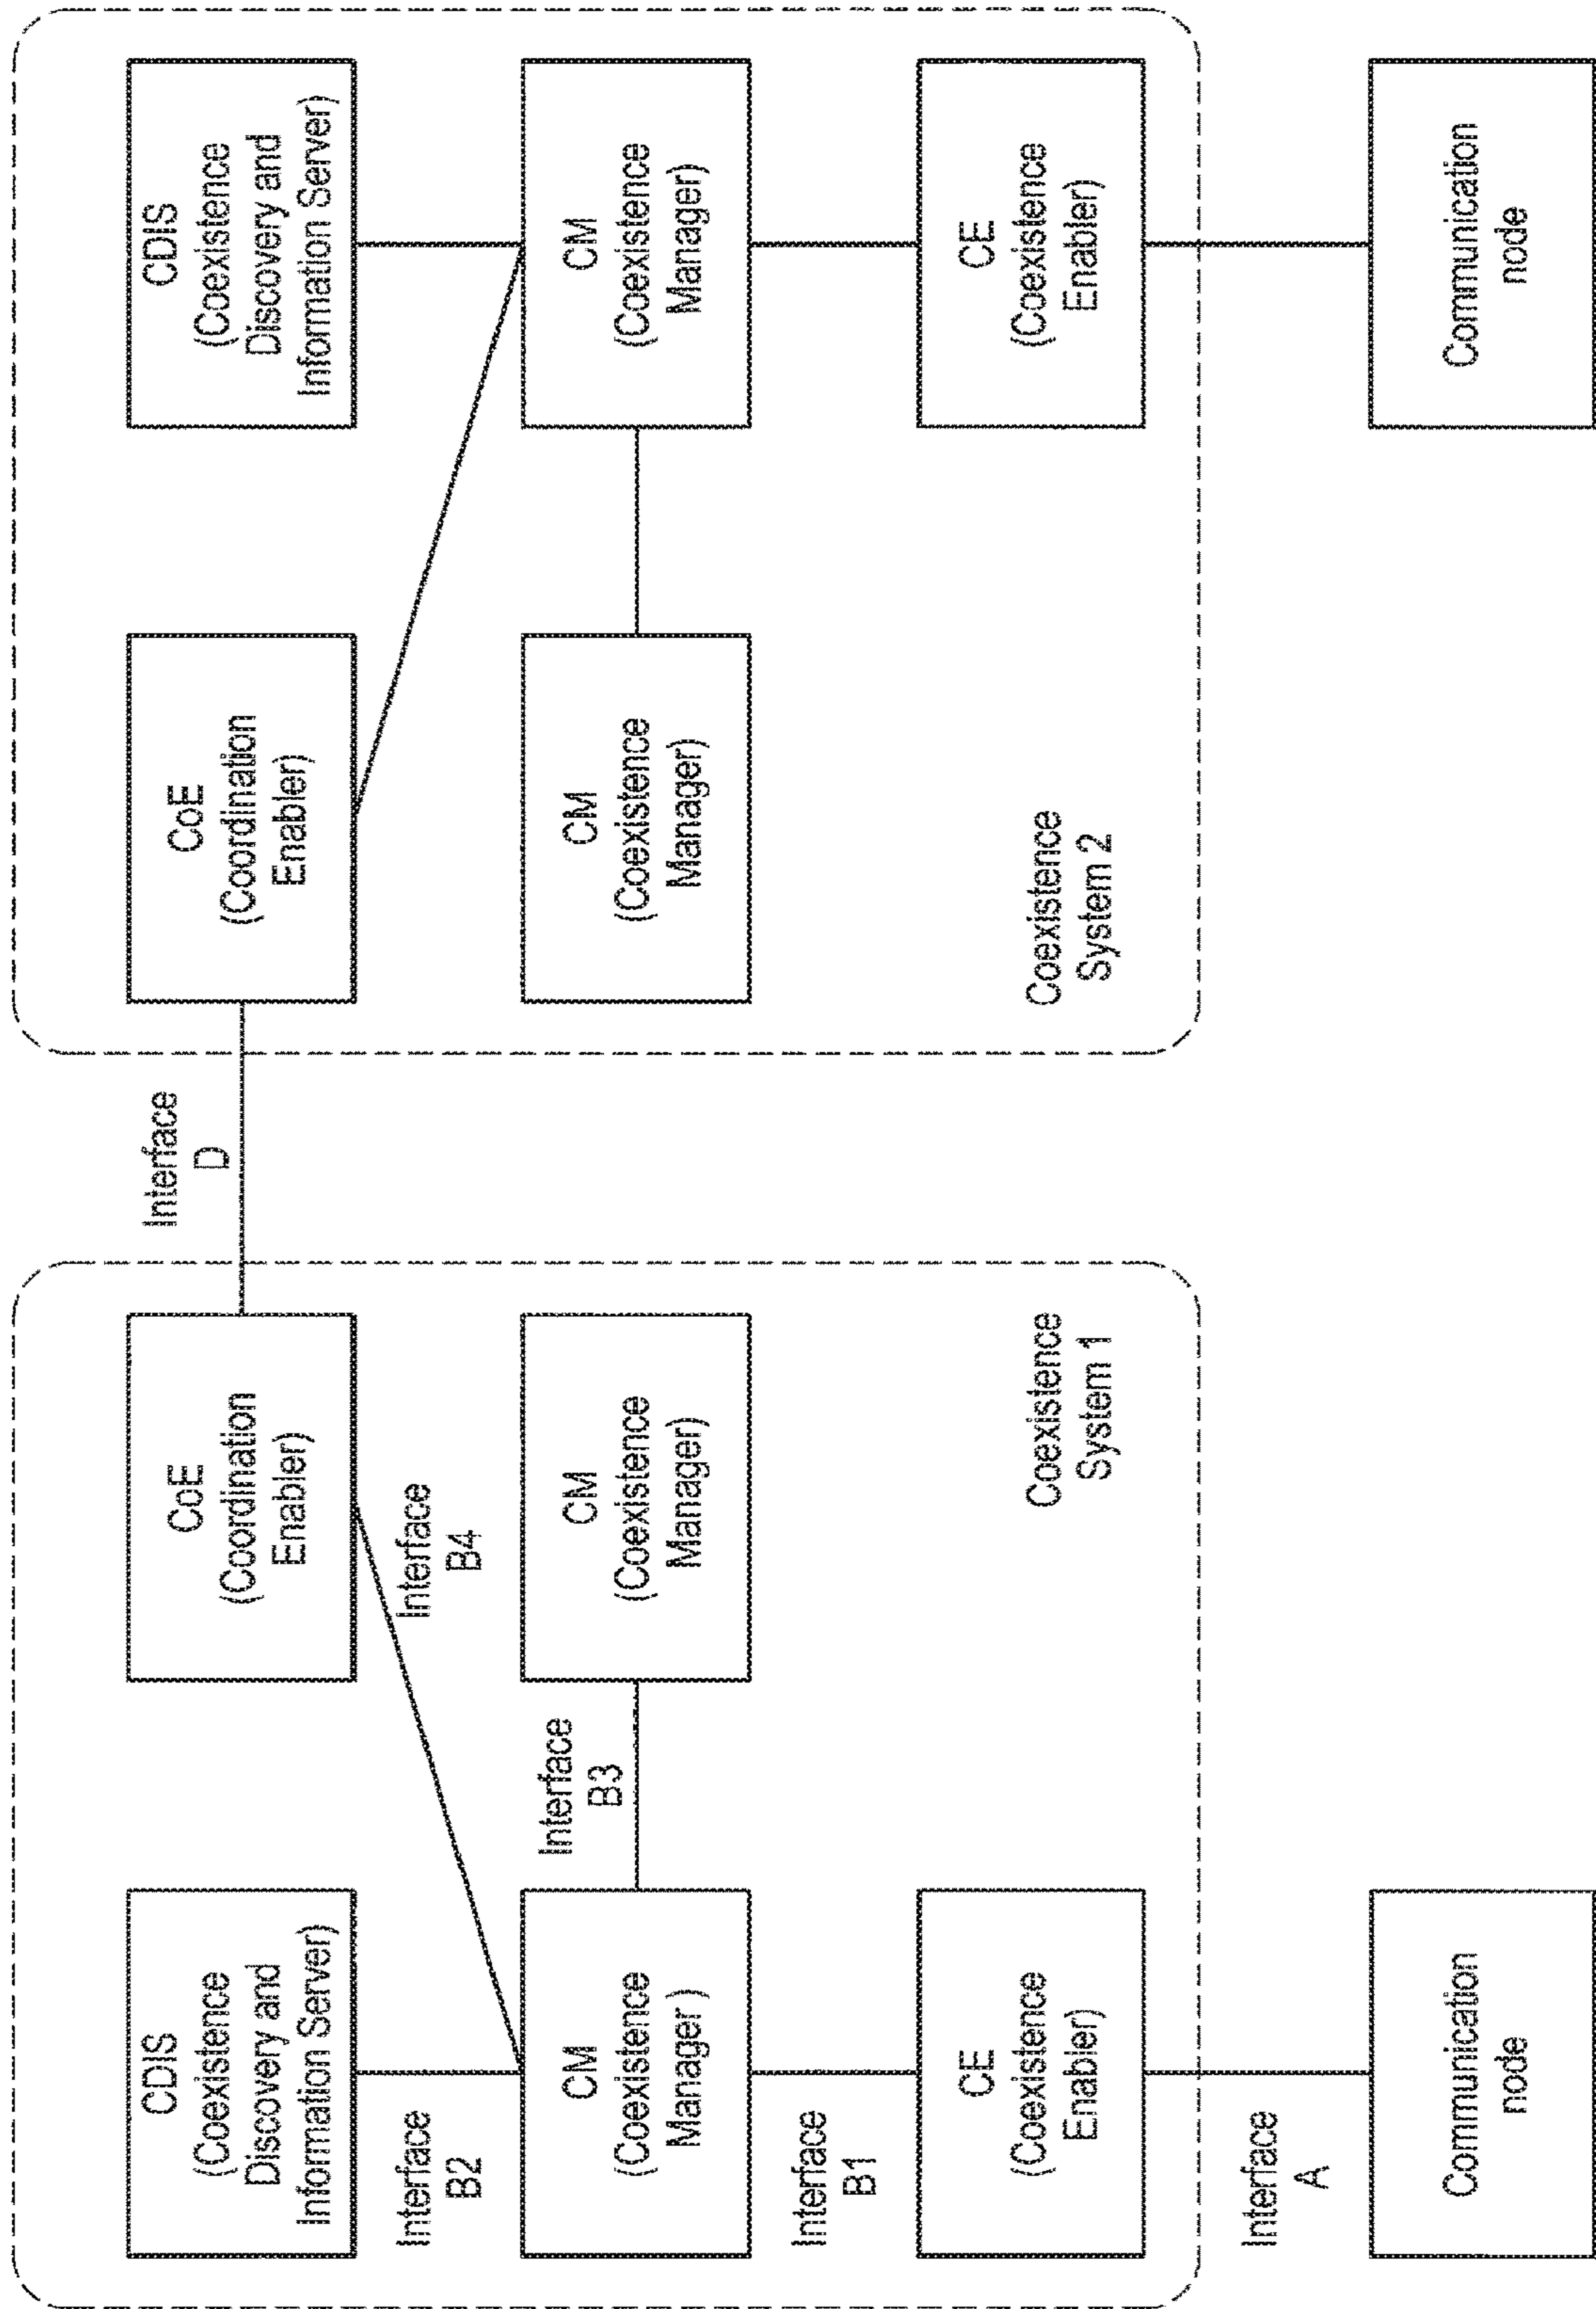 CDIS
(Coexistence
Discovery and
Information Server)
Interface
B2
CoE
(Coordination
Enabler)
Interface
B4
Interface
D
CoE
(Coordination
Enabler)
CDIS
(Coexistence
Discovery and
Information Server)
CM
(Coexistence
Manager )
Interface
B3
CM
(Coexistence
Manager)
CM
(Coexistence
Manager)
CM
(Coexistence
Manager)
Interface
B1
CE
(Coexistence
Enabler)
Coexistence
System 1
Coexistence
System 2
CE
(Coexistence
Enabler)
Interface
A
Communication
node
Communication
node